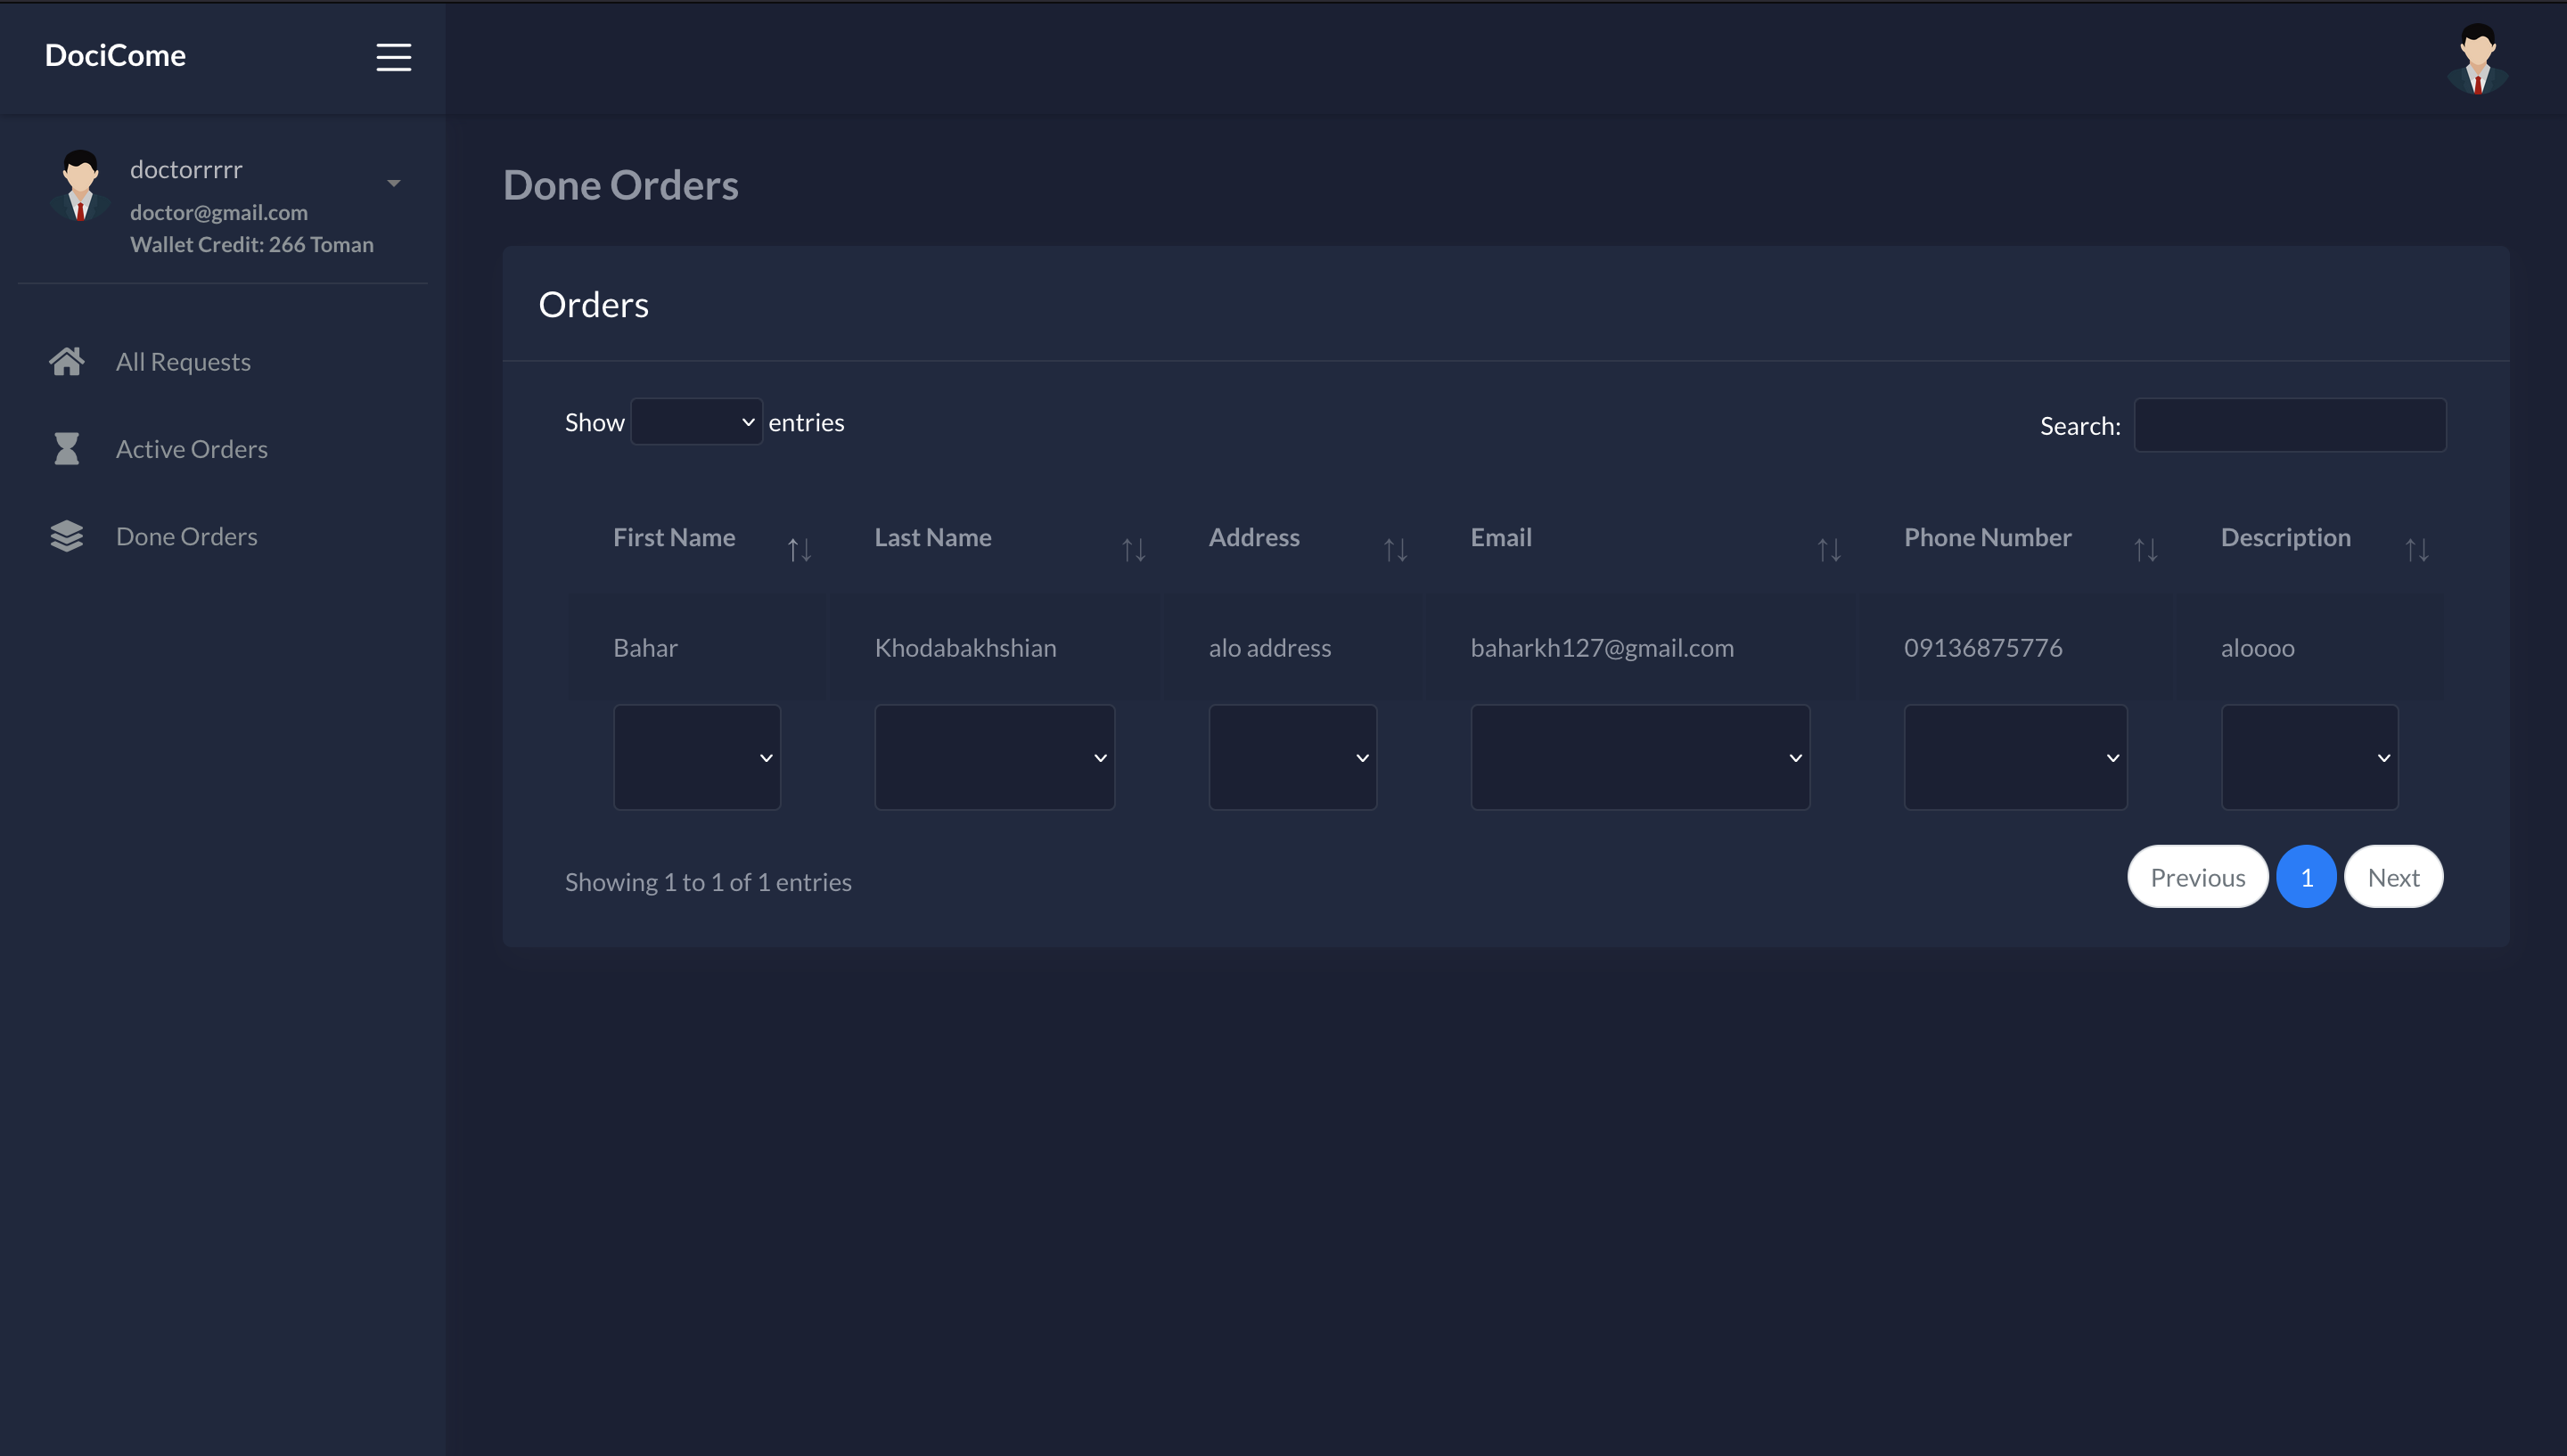 DociCome
doctorrrrr
doctor@gmail.com
Wallet Credit: 266 Toman
All Requests
Active Orders
Done Orders
Done Orders
Orders
Show entries
Search:
First Name Last Name Address Email Phone Number Description
Bahar Khodabakhshian alo address baharkh127@gmail.com 09136875776 aloooo
Showing 1 to 1 of 1 entries
Previous 1 Next